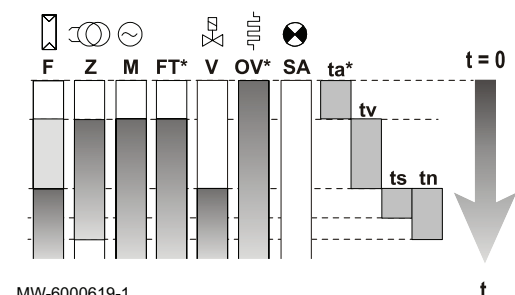 F Z M FT* V OV* SA ta* t = 0
tv
ts tn
MW-6000619-1 t